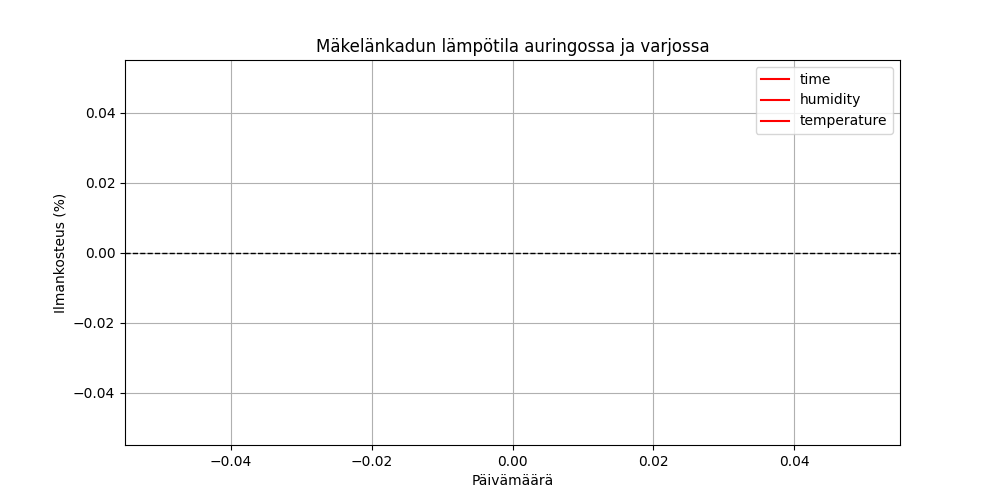 Mäkelänkadun lämpötila auringossa ja varjossa
time
humidity
temperature
0.04
0.02
0.00
−0.02
−0.04
Ilmankosteus (%)
−0.04 −0.02 0.00 0.02 0.04
Päivämäärä